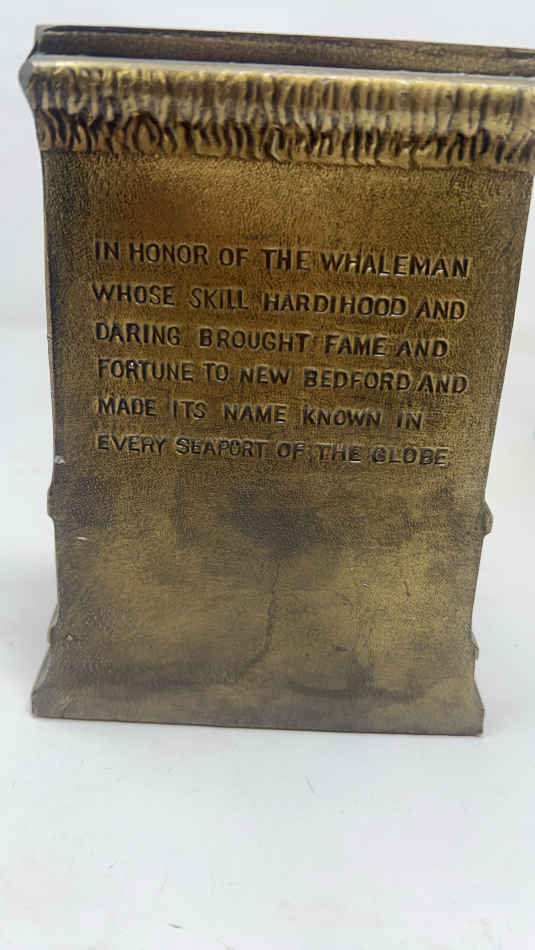 IN HONOR OF THE WHALEMAN
WHOSE SKILL HARDIHOOD AND
DARING BROUGHT FAME AND
FORTUNE TO NEW BEDFORD AND
MADE ITS NAME KNOWN IN
EVERY SEAPORT OF THE GLOBE